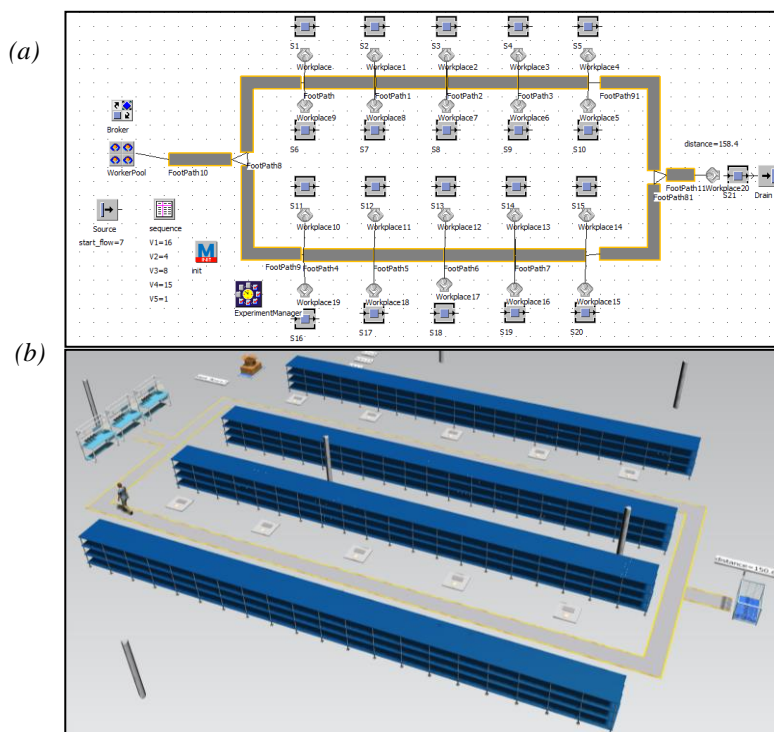 (a)
S1 S2 S3 S4 S5
Workplace Workplace1 Workplace2 Workplace3 Workplace4
FootPath FootPath1 FootPath2 FootPath3 FootPath91
Workplace9 Workplace8 Workplace7 Workplace6 Workplace5
Broker
S6 S7 S8 S9 S10
distance=158.4
WorkerPool
FootPath10
FootPath8
FootPath11 Workplace20
S21
Drain
FootPath81
S11 S12 S13 S14 S15
Source
sequence
start_flow=7
V1=16
V2=4
V3=8
V4=15
V5=1
M
INIT
init
Workplace10 Workplace11 Workplace12 Workplace13 Workplace14
FootPath9 FootPath4 FootPath5 FootPath6 FootPath7
Workplace19 Workplace18 Workplace17 Workplace16 Workplace15
ExperimentManager
S16 S17 S18 S19 S20
(b)